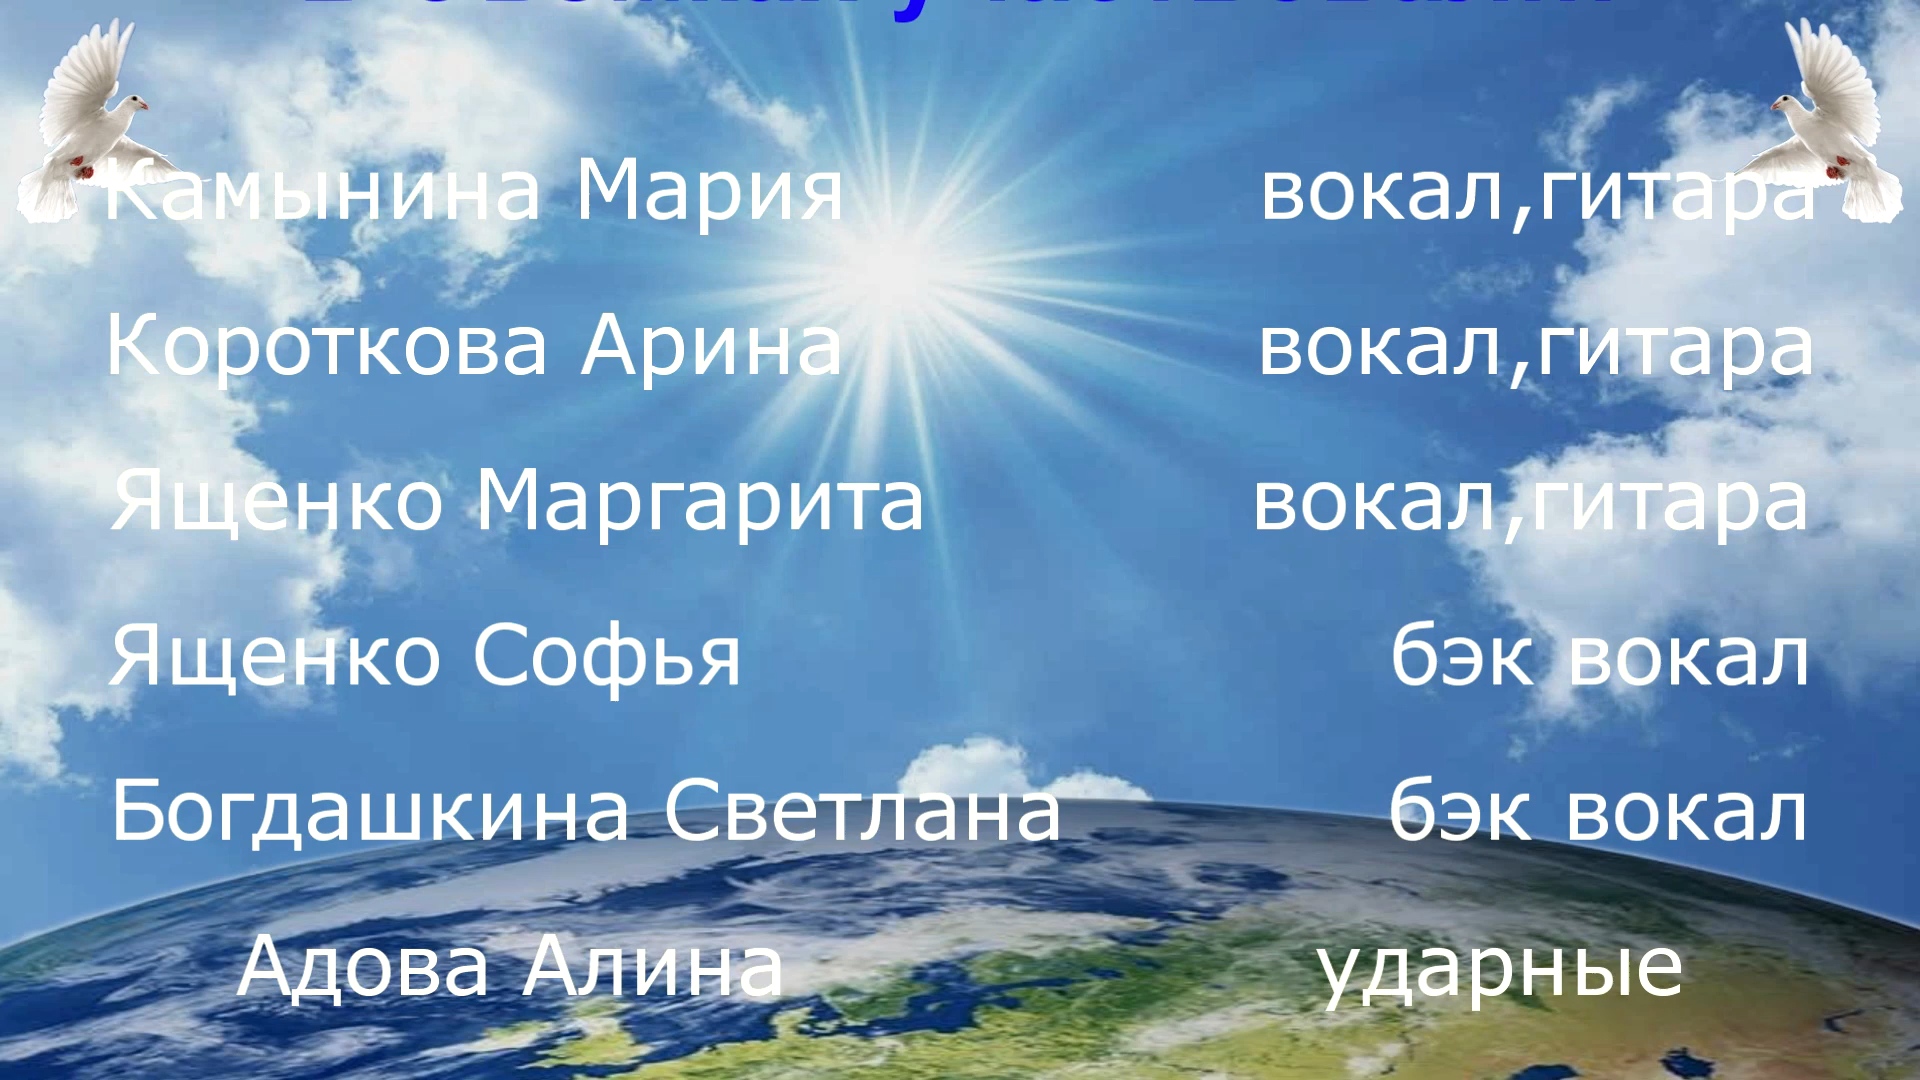 Камынина Мария вокал,гитара
Короткова Арина вокал,гитара
Ященко Маргарита вокал,гитара
Ященко Софья бэк вокал
Богдашкина Светлана бэк вокал
Адова Алина ударные